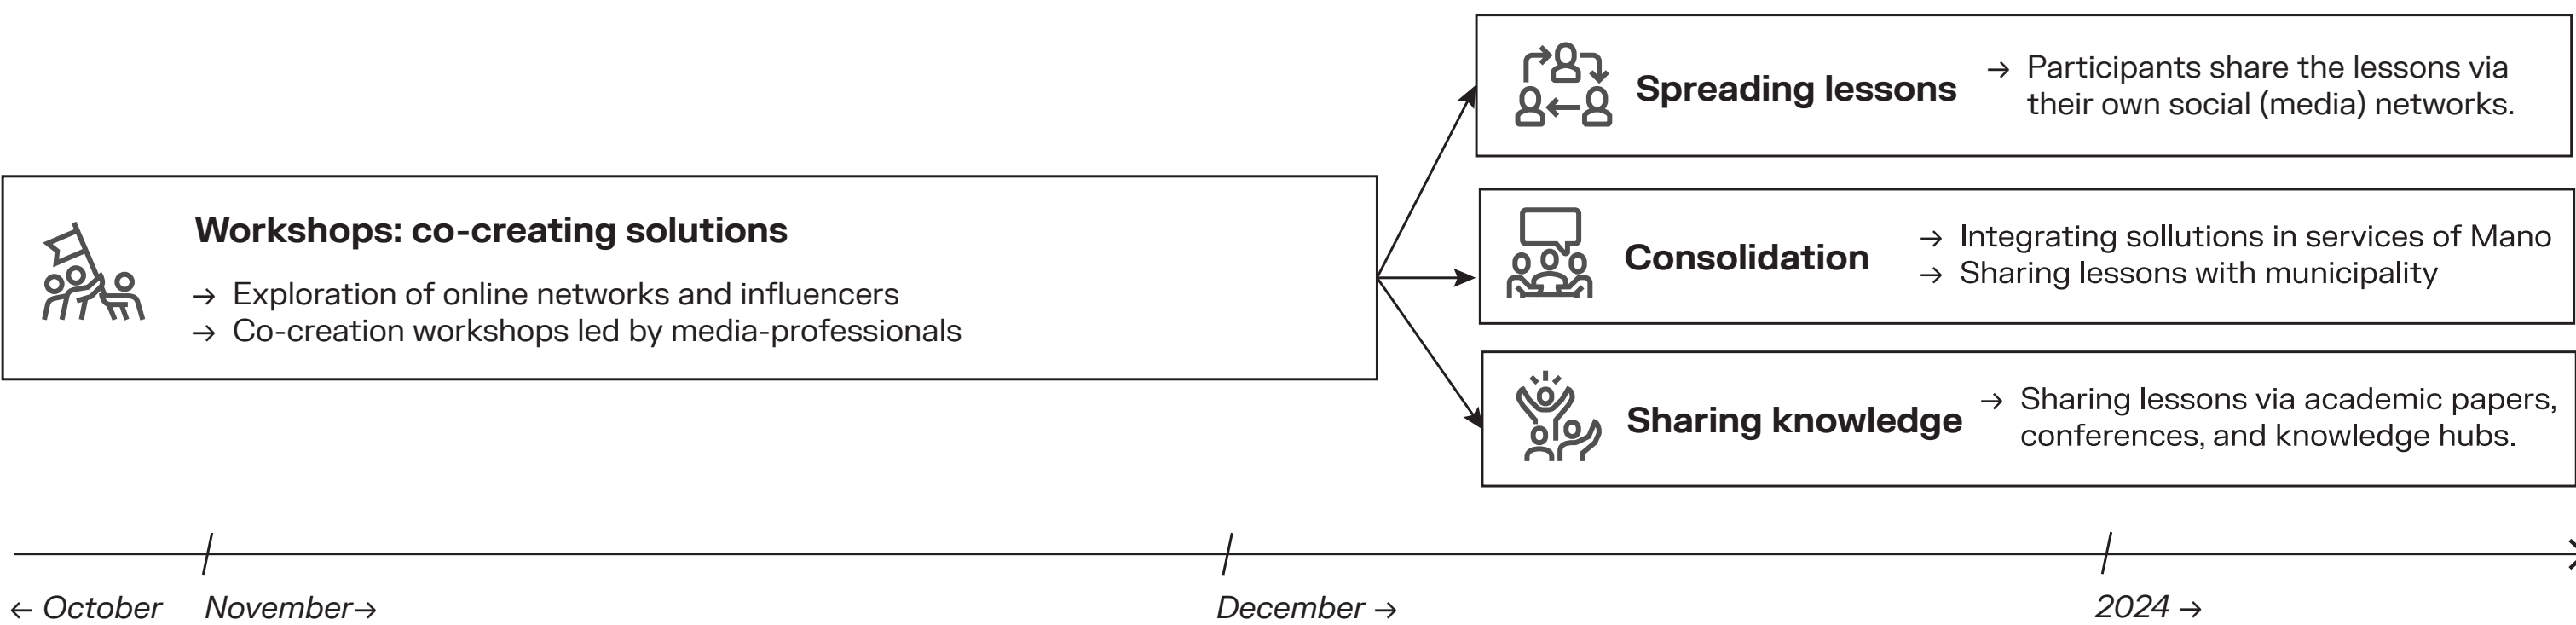 Workshops: co-creating solutions
→ Exploration of online networks and influencers
→ Co-creation workshops led by media-professionals
Spreading lessons
→ Participants share the lessons via
their own social (media) networks.
Consolidation
→ Integrating sollutions in services of Mano
→ Sharing lessons with municipality
Sharing knowledge
→ Sharing lessons via academic papers,
conferences, and knowledge hubs.
← October
November→
December →
2024 →